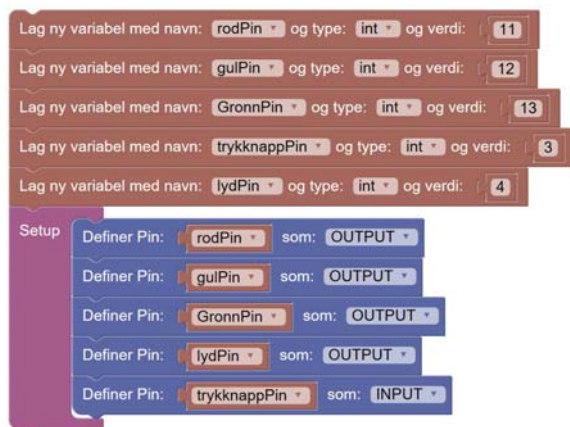 Lag ny variabel med navn: rodPin og type: int og verdi: 11
Lag ny variabel med navn: gulPin og type: int og verdi: 12
Lag ny variabel med navn: GronnPin og type: int og verdi: 13
Lag ny variabel med navn: trykknappPin og type: int og verdi: 3
Lag ny variabel med navn: lydPin og type: int og verdi: 4
Setup
Definer Pin: rodPin som: OUTPUT
Definer Pin: gulPin som: OUTPUT
Definer Pin: GronnPin som: OUTPUT
Definer Pin: lydPin som: OUTPUT
Definer Pin: trykknappPin som: INPUT